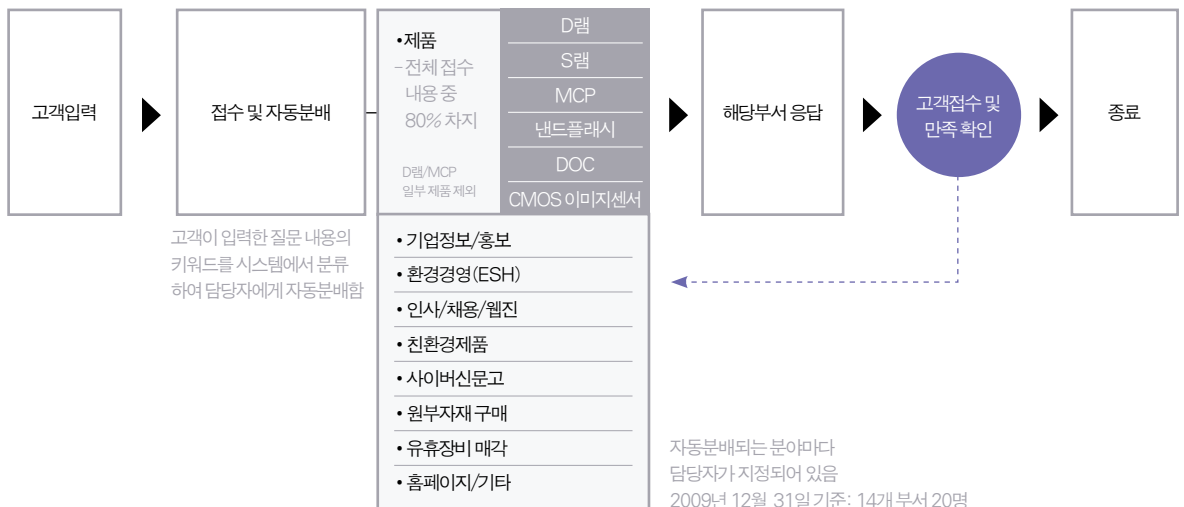 고객입력
접수 및 자동분배
고객이 입력한 질문 내용의
키워드를 시스템에서 분류
하여 담당자에게 자동분배함
•제품
-전체 접수
내용 중
80% 차지
D램/MCP
일부 제품 제외
D램
S램
MCP
낸드플래시
DOC
CMOS 이미지센서
• 기업정보/홍보
• 환경경영(ESH)
• 인사/채용/웹진
• 친환경제품
• 사이버신문고
• 원부자재 구매
• 유휴장비 매각
• 홈페이지/기타
해당부서 응답
고객접수 및
만족 확인
종료
자동분배되는 분야마다
담당자가 지정되어 있음
2009년 12월 31일 기준: 14개 부서 20명